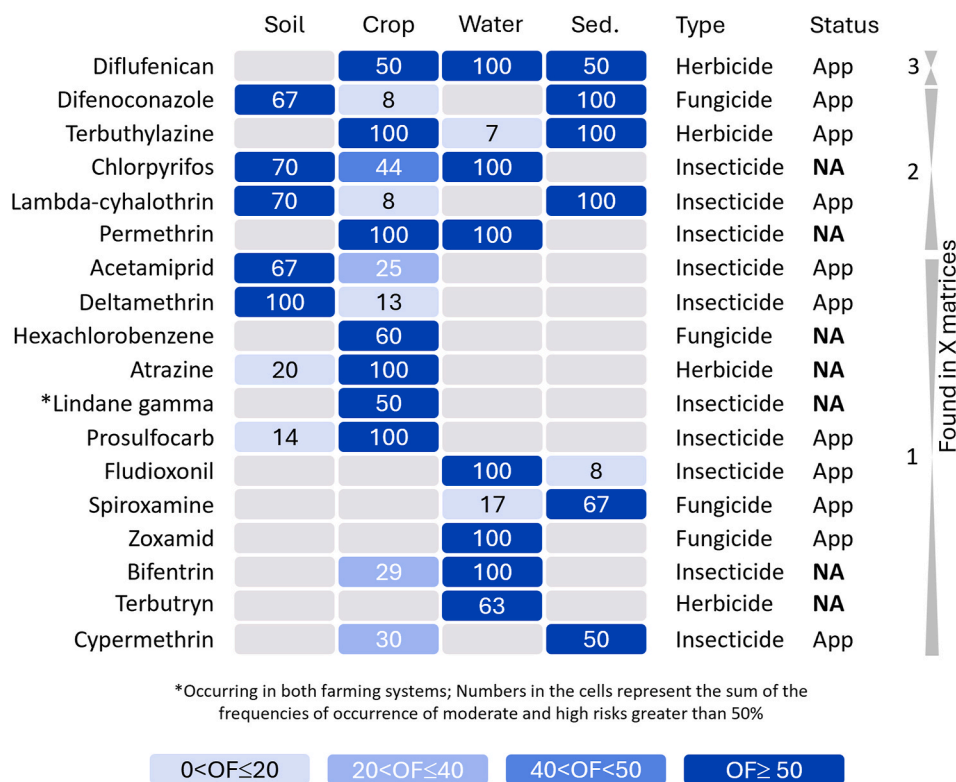 Soil Crop Water Sed. Type Status
Diflufenican 50 100 50 Herbicide App 3
Difenoconazole 67 8 100 Fungicide App
Terbuthylazine 100 7 100 Herbicide App
Chlorpyrifos 70 44 100 Insecticide NA 2
Lambda-cyhalothrin 70 8 100 Insecticide App
Permethrin 100 100 Insecticide NA
Acetamiprid 67 25 Insecticide App
Deltamethrin 100 13 Insecticide App
Hexachlorobenzene 60 Fungicide NA
Atrazine 20 100 Herbicide NA
*Lindane gamma 50 Insecticide NA
Prosulfocarb 14 100 Insecticide App
Fludioxonil 100 8 Insecticide App 1
Spiroxamine 17 67 Fungicide App
Zoxamid 100 Fungicide App
Bifentrin 29 100 Insecticide NA
Terbutryn 63 Herbicide NA
Cypermethrin 30 50 Insecticide App
Found in X matrices
*Occurring in both farming systems; Numbers in the cells represent the sum of the
frequencies of occurrence of moderate and high risks greater than 50%
0<OF≤20 20<OF≤40 40<OF<50 OF≥ 50